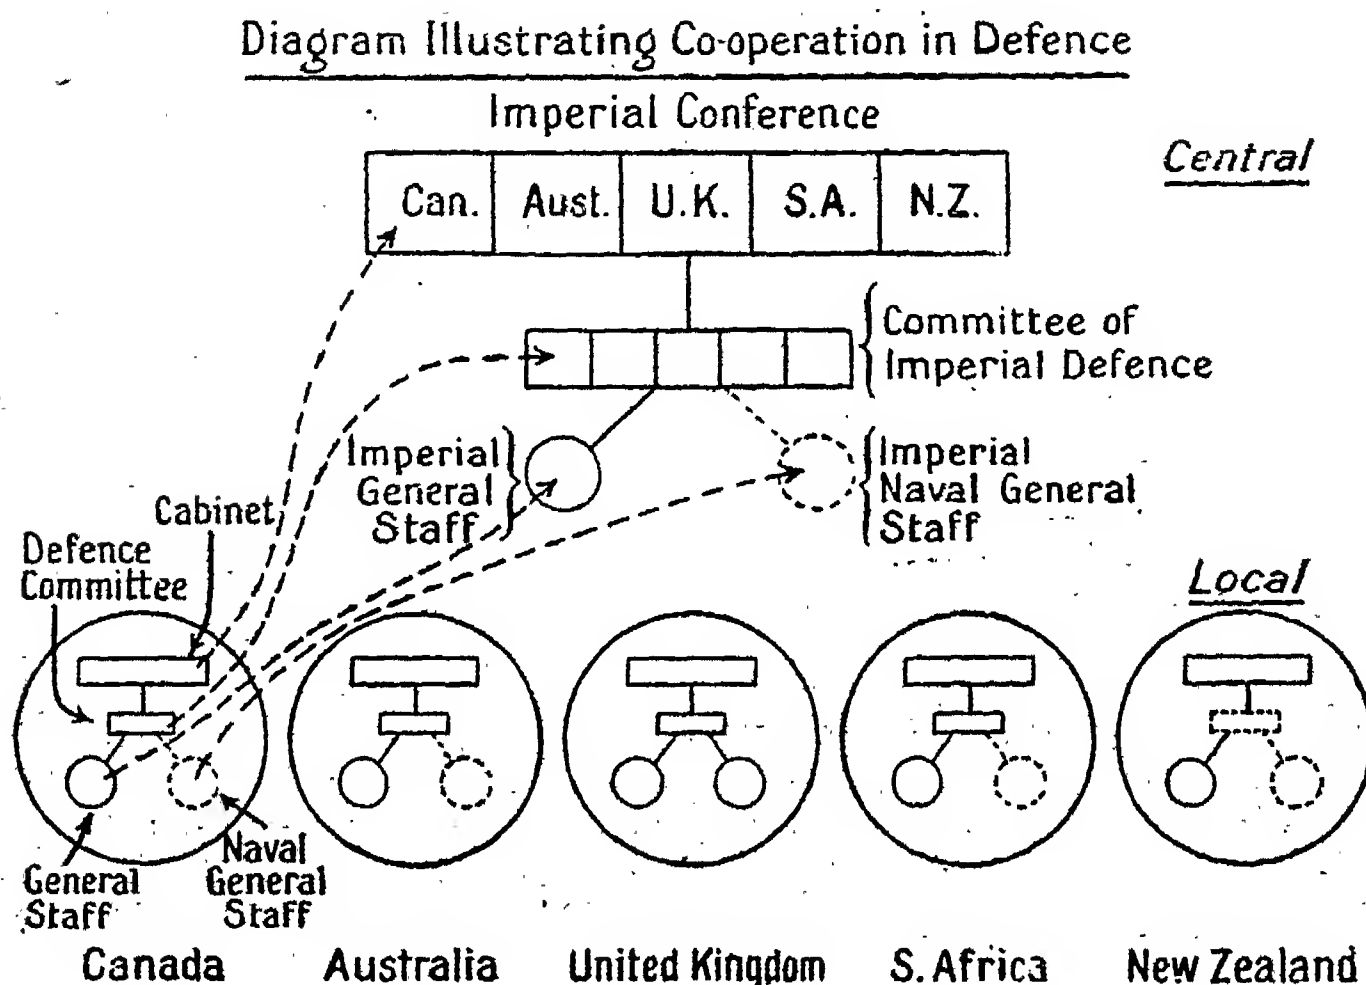 Diagram Illustrating Co-operation in Defence
Imperial Conference
Central
Can. Aust. U.K. S.A. N.Z.
Committee of
Imperial Defence
Imperial
General
Staff
Imperial
Naval General
Staff
Cabinet
Defence
Committee
Local
General
Staff
Naval
General
Staff
Canada
Australia
United Kingdom
S. Africa
New Zealand